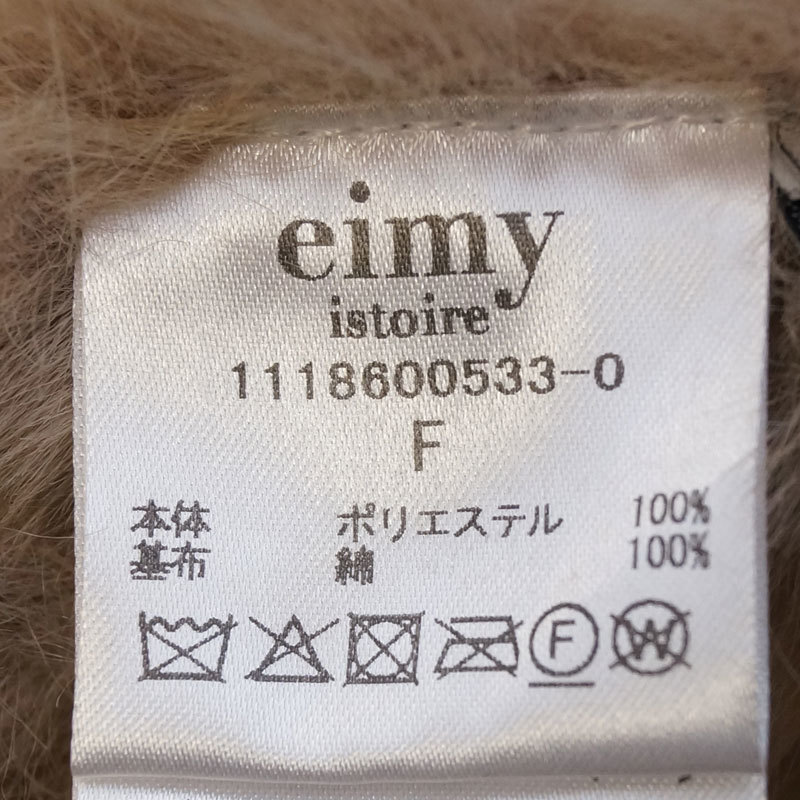 eimy
istoire
1118600533-0
F
本体 ポリエステル 100%
基布 綿 100%
F W